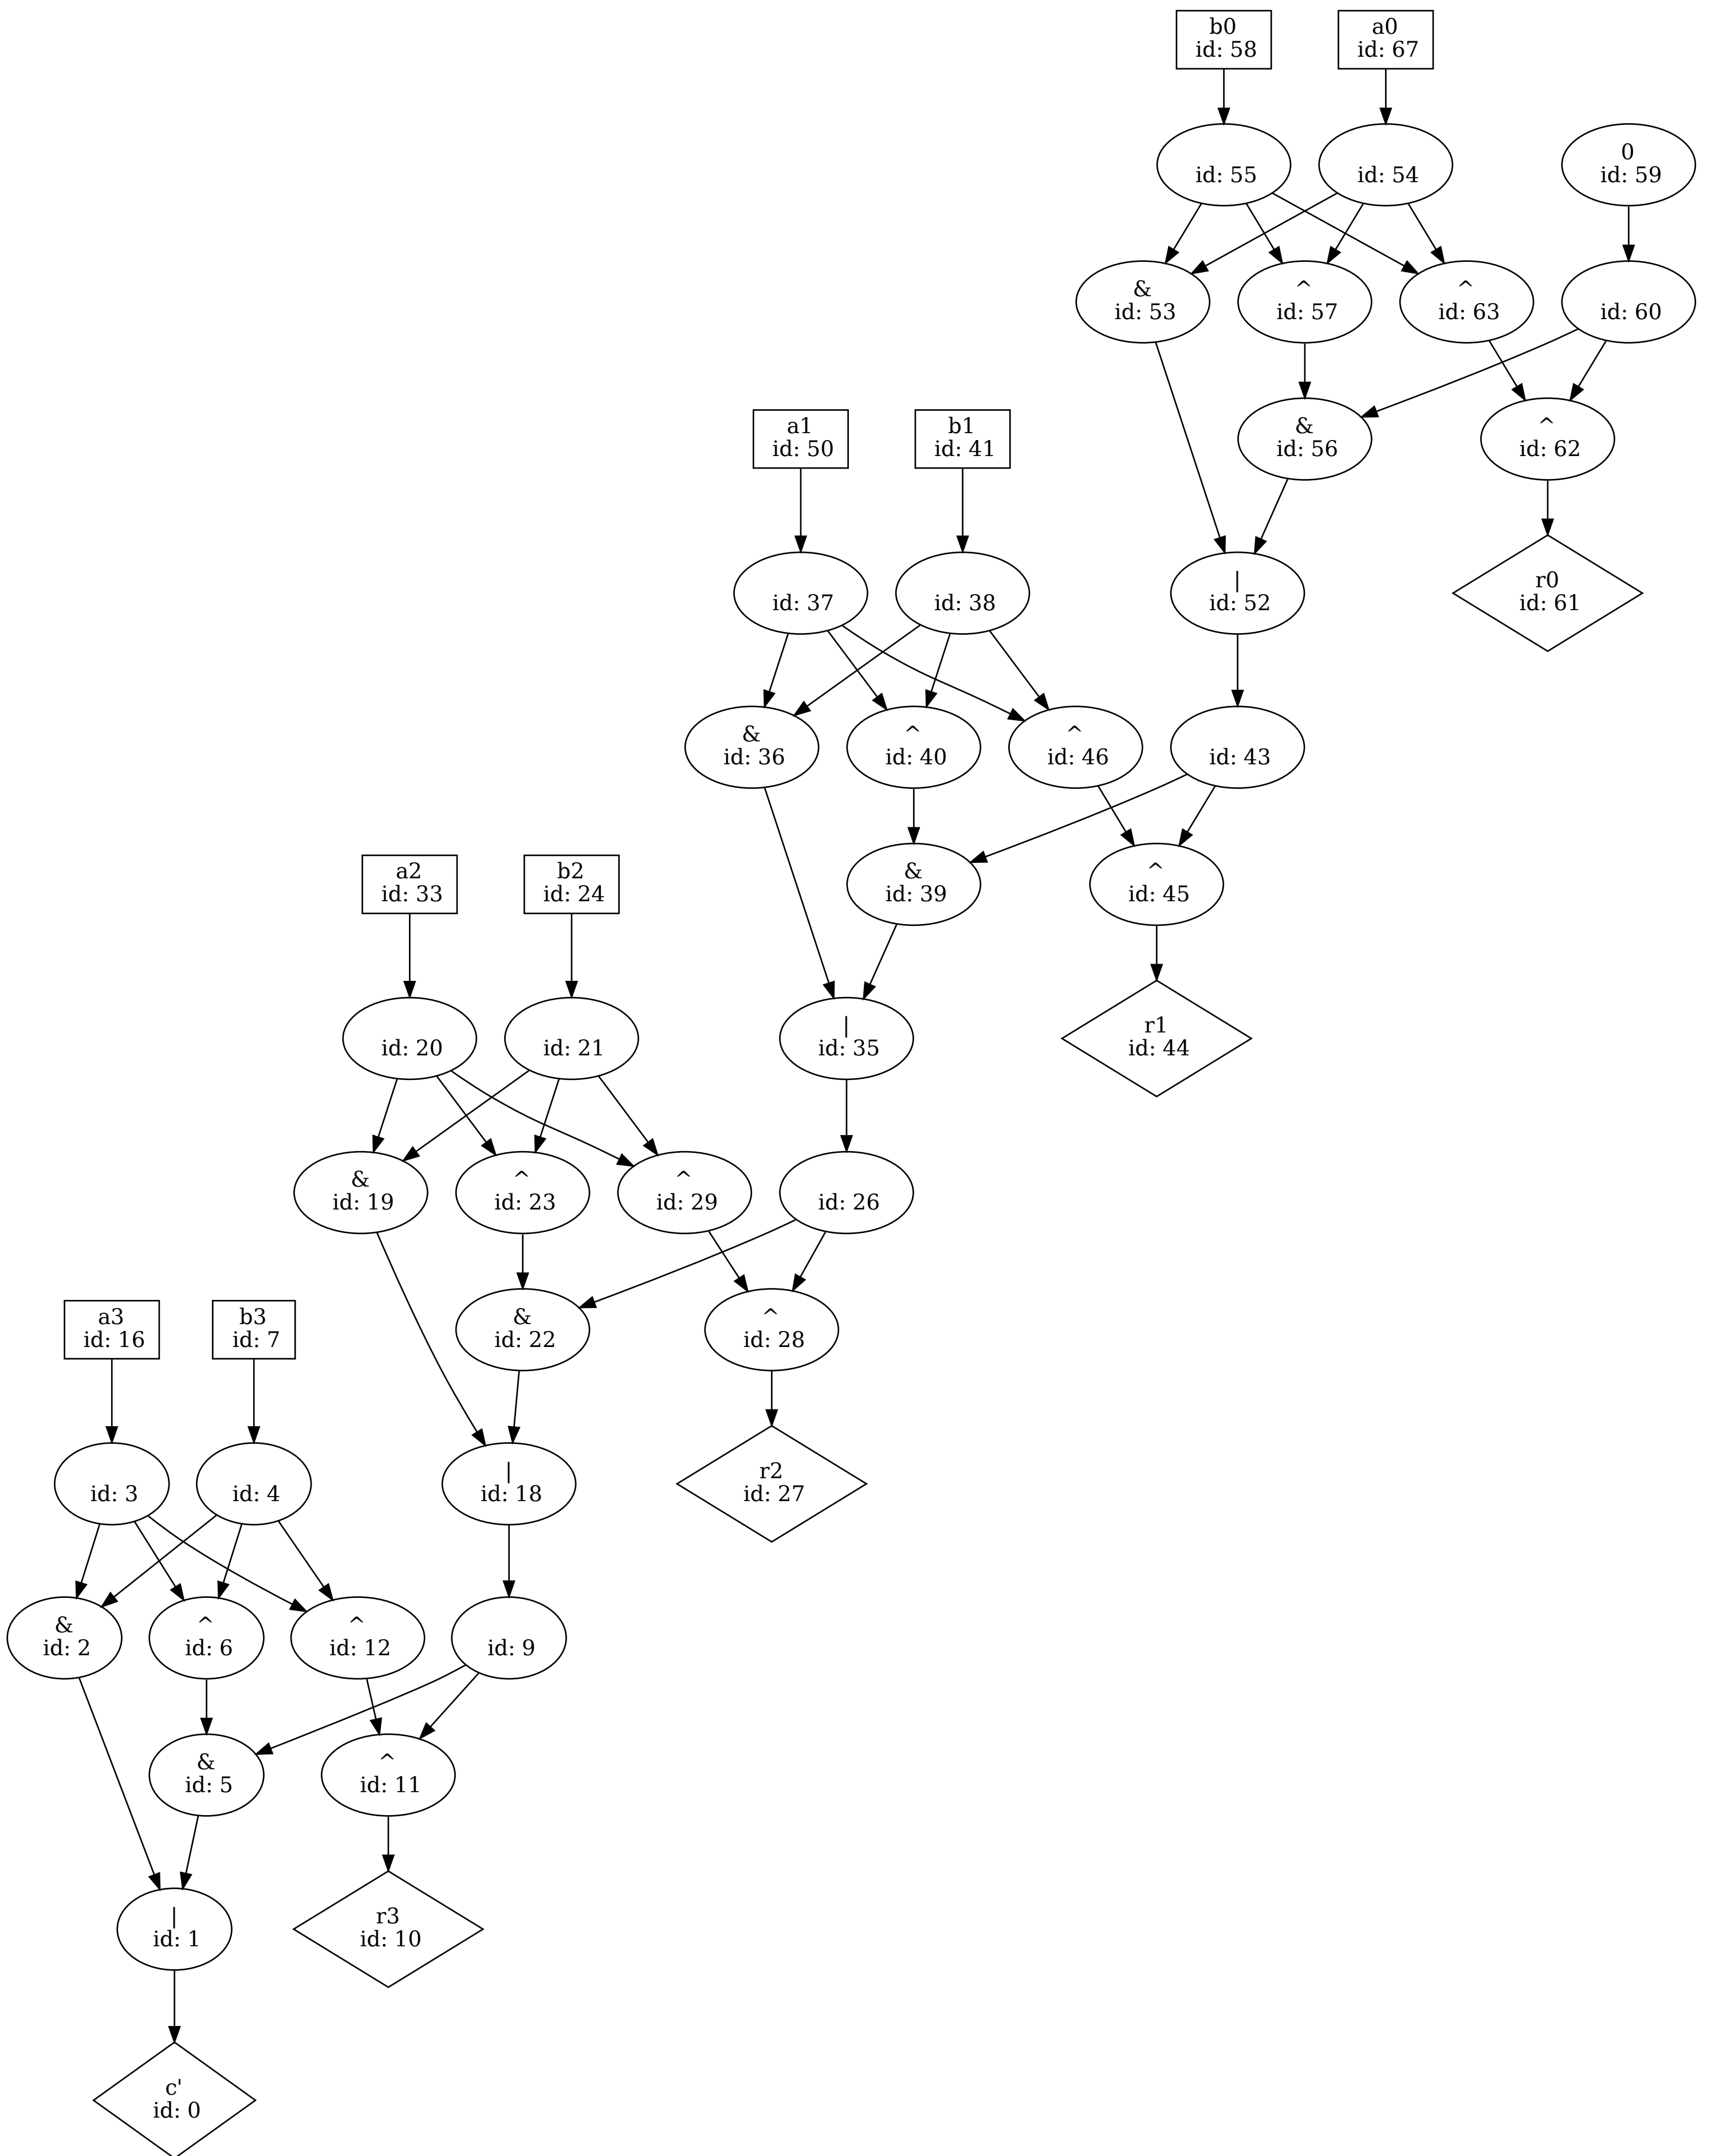 b0
id: 58
a0
id: 67
id: 55
id: 54
0
id: 59
&
id: 53
^
id: 57
^
id: 63
id: 60
a1
id: 50
b1
id: 41
&
id: 56
^
id: 62
id: 37
id: 38
|
id: 52
r0
id: 61
&
id: 36
^
id: 40
^
id: 46
id: 43
a2
id: 33
b2
id: 24
&
id: 39
^
id: 45
id: 20
id: 21
|
id: 35
r1
id: 44
&
id: 19
^
id: 23
^
id: 29
id: 26
a3
id: 16
b3
id: 7
&
id: 22
^
id: 28
id: 3
id: 4
|
id: 18
r2
id: 27
&
id: 2
^
id: 6
^
id: 12
id: 9
&
id: 5
^
id: 11
|
id: 1
r3
id: 10
c'
id: 0